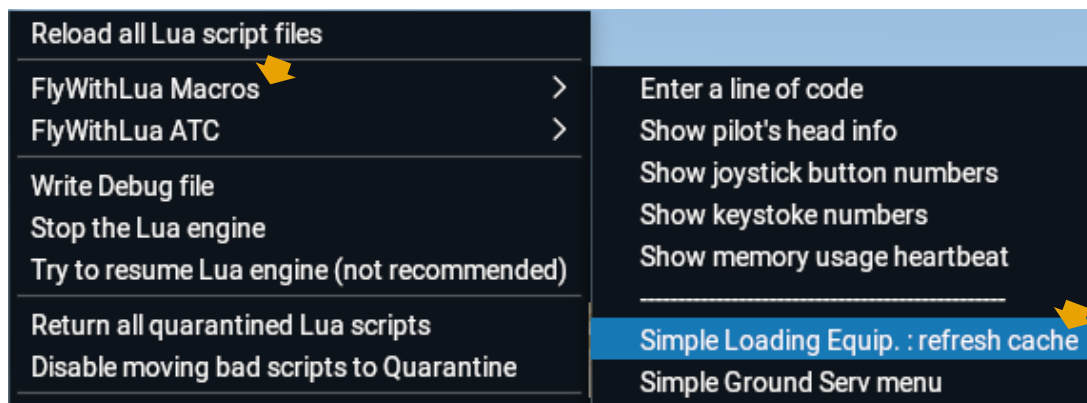 Reload all Lua script files
FlyWithLua Macros
FlyWithLua ATC
Write Debug file
Stop the Lua engine
Try to resume Lua engine (not recommended)
Return all quarantined Lua scripts
Disable moving bad scripts to Quarantine
Enter a line of code
Show pilot's head info
Show joystick button numbers
Show keystoke numbers
Show memory usage heartbeat
Simple Loading Equip. : refresh cache
Simple Ground Serv menu